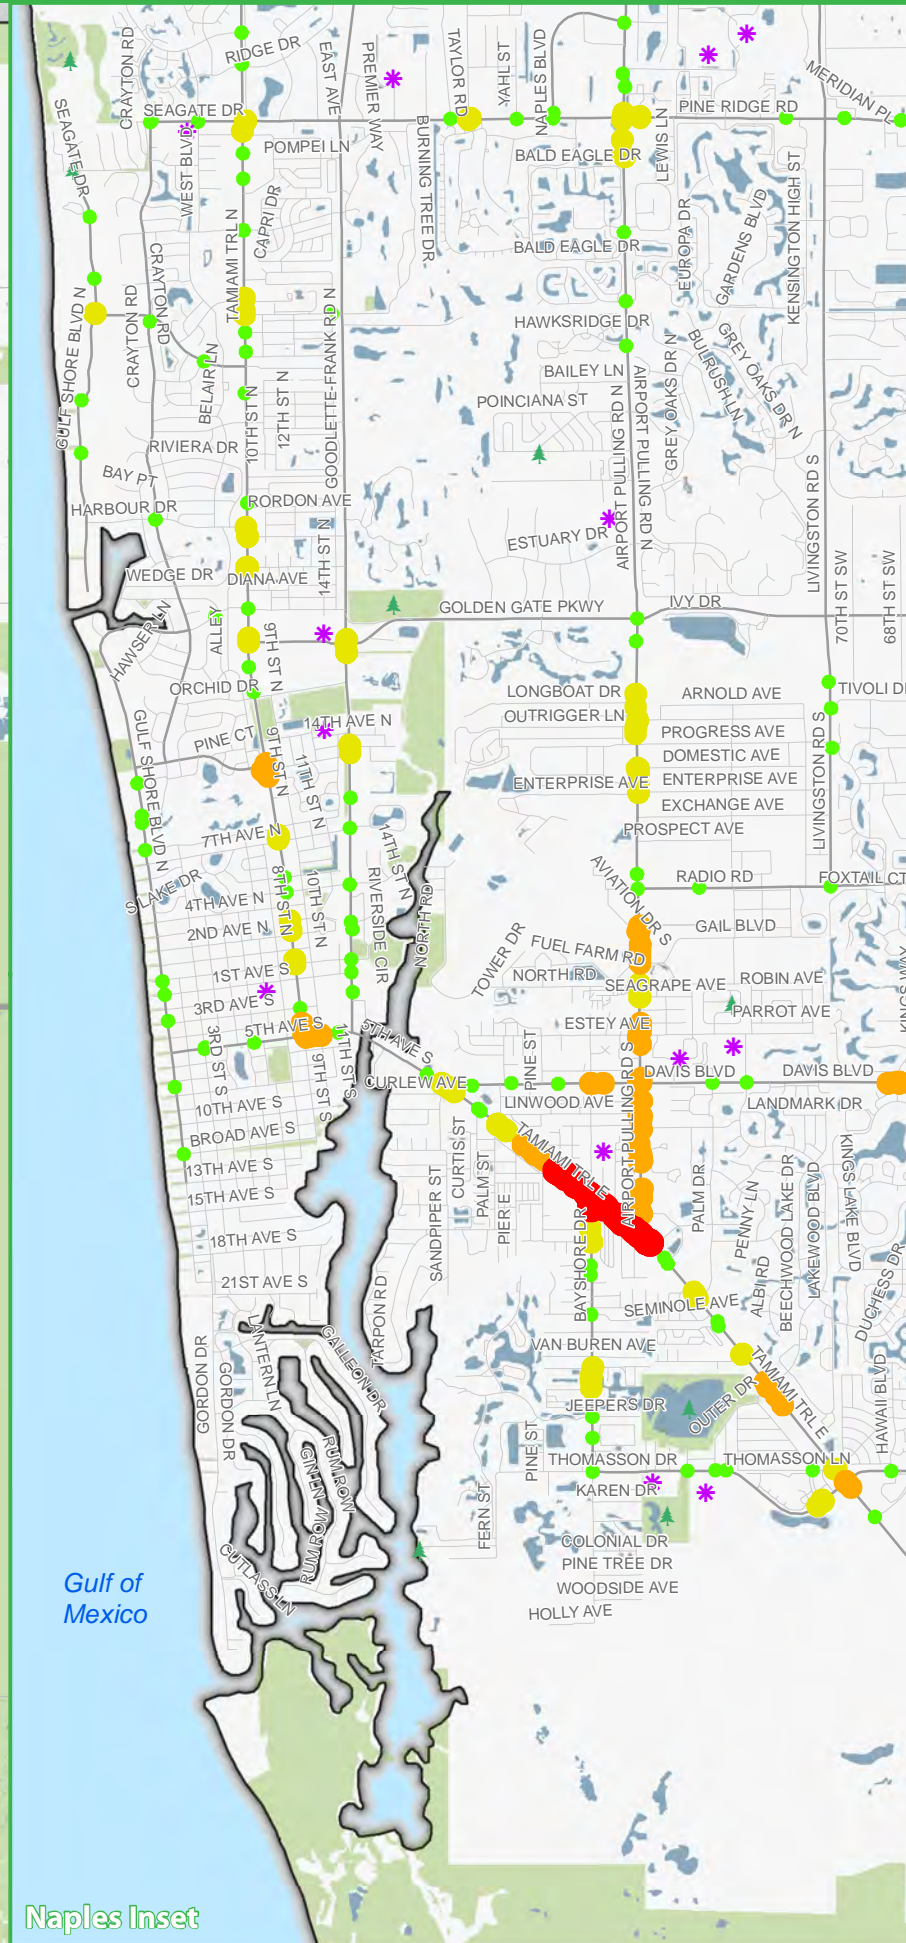 RIDGE DR
EAST AVE
PREMIER WAY
TAYLOR RD
YAHL ST
NAPLES BLVD
CRAYTON RD
MERIDIAN PL
SEAGATE DR
SEAGATE DR
PINE RIDGE RD
WEST BLVD
POMPEI LN
BURNING TREE DR
BALD EAGLE DR
LEWIS LN
KENSINGTON HIGH ST
CAPRI DR
EUROPA DR
GARDENS BLVD
BALD EAGLE DR
CRAYTON RD
TAMIAMI TRL N
GULF SHORE BLVD N
CRAYTON RD
GOODLETTE-FRANK RD N
HAWKSRIDGE DR
BELAIR LN
BAILEY LN
GREY OAKS DR N
BULRUSH LN
GREY OAKS DR N
POINCIANA ST
10TH ST N
12TH ST N
AIRPORT PULLING RD N
AIRPORT PULLING RD N
RIVIERA DR
BAY PT
HARBOUR DR
RORDON AVE
LIVINGSTON RD S
ESTUARY DR
14TH ST N
WEDGE DR
DIANA AVE
70TH ST SW
68TH ST SW
GOLDEN GATE PKWY
IVY DR
HAWSER LN
ALLEY
9TH ST N
ORCHID DR
LONGBOAT DR
ARNOLD AVE
TIVOLI D
OUTRIGGER LN
14TH AVE N
PINE CT
PROGRESS AVE
GULF SHORE BLVD N
9TH ST N
11TH ST N
DOMESTIC AVE
ENTERPRISE AVE
ENTERPRISE AVE
LIVINGSTON RD S
EXCHANGE AVE
PROSPECT AVE
7TH AVE N
14TH ST N
AVIATION DR S
RADIO RD
FOXTAIL CT
S LAKE DR
8TH ST N
10TH ST N
RIVERSIDE CIR
NORTH RD
4TH AVE N
2ND AVE N
GAIL BLVD
TOWER DR
FUEL FARM RD
KINGS WAY
1ST AVE S
NORTH RD
SEAGRAPE AVE
ROBIN AVE
3RD AVE S
PARROT AVE
5TH AVE S
ESTEY AVE
5TH AVE S
3RD ST S
9TH ST S
11TH ST S
PINE ST
DAVIS BLVD
DAVIS BLVD
CURLEW AVE
LINWOOD AVE
LANDMARK DR
10TH AVE S
BROAD AVE S
AIRPORT PULLING RD S
TAMIAMI TRL E
13TH AVE S
CURTIS ST
PALM ST
PIER E
SANDPIPER ST
15TH AVE S
PALM DR
PENNY LN
BEECHWOOD LAKE DR
LAKEWOOD BLVD
KINGS LAKE BLVD
18TH AVE S
BAYSHORE DR
21ST AVE S
ALBI RD
DUCHESS DR
SEMINOLE AVE
TARPON RD
GORDON DR
GORDON DR
LANTERN LN
GALLEON DR
VAN BUREN AVE
TAMIAMI TRL E
JEEPERS DR
OUTER DR
HAWAII BLVD
PINE ST
THOMASSON DR
THOMASSON LN
GINTEN ROW
RUM ROW
RUM ROW
FERN ST
KAREN DR
COLONIAL DR
PINE TREE DR
CUTLASS LN
WOODSIDE AVE
HOLLY AVE
Gulf of
Mexico
Naples Inset